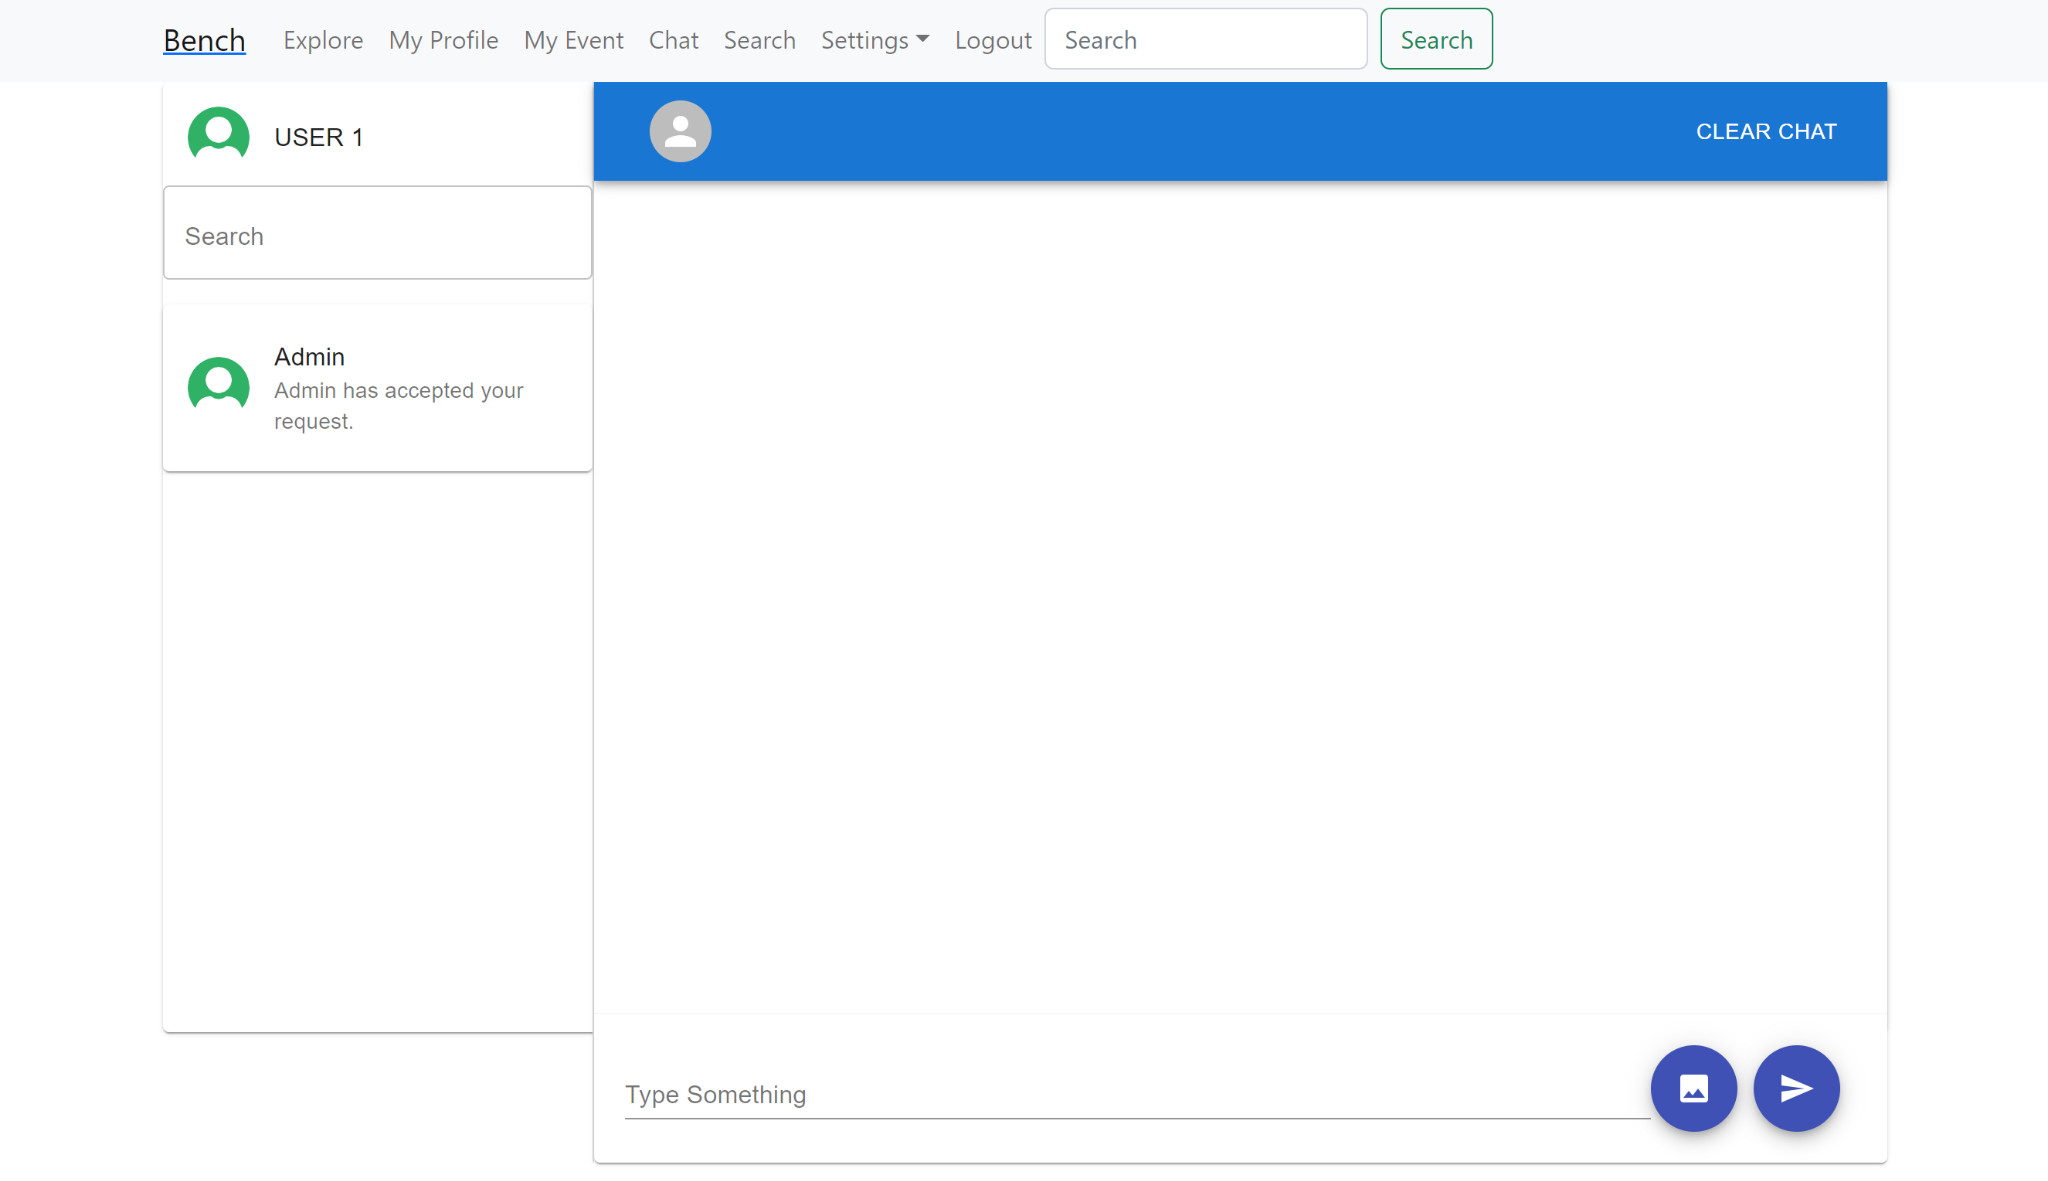 Bench Explore My Profile My Event Chat Search Settings Logout Search Search
USER 1
CLEAR CHAT
Search
Admin
Admin has accepted your
request.
Type Something